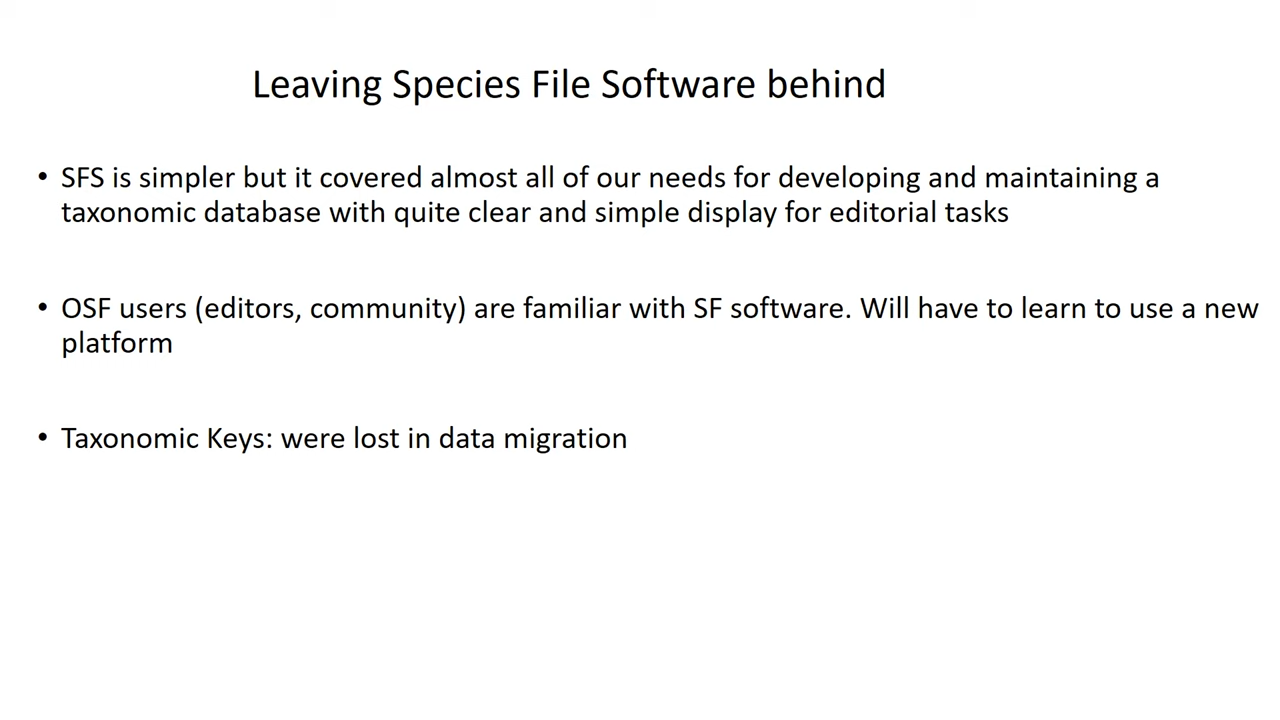 Leaving Species File Software behind
• SFS is simpler but it covered almost all of our needs for developing and maintaining a
taxonomic database with quite clear and simple display for editorial tasks
• OSF users (editors, community) are familiar with SF software. Will have to learn to use a new
platform
• Taxonomic Keys: were lost in data migration